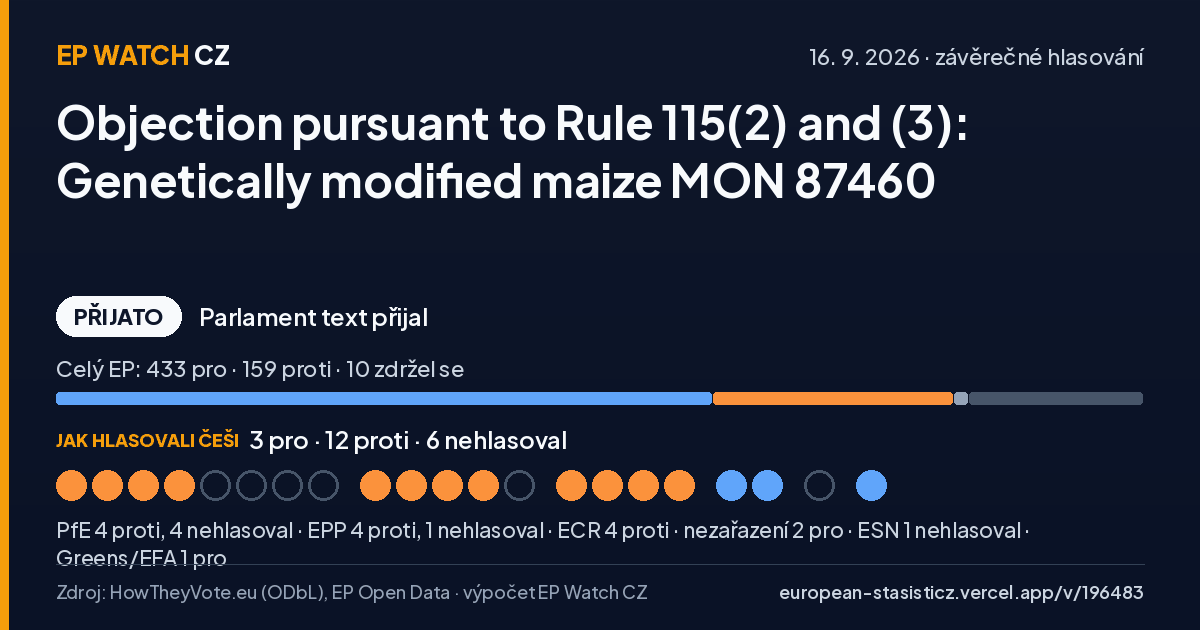 EP WATCH CZ
16. 9. 2026 · závěrečné hlasování
Objection pursuant to Rule 115(2) and (3):
Genetically modified maize MON 87460
PŘIJATO Parlament text přijal
Celý EP: 433 pro · 159 proti · 10 zdržel se
JAK HLASOVALI ČEŠI 3 pro · 12 proti · 6 nehlasoval
PfE 4 proti, 4 nehlasoval · EPP 4 proti, 1 nehlasoval · ECR 4 proti · nezařazení 2 pro · ESN 1 nehlasoval ·
Greens/EFA 1 pro
Zdroj: HowTheyVote.eu (ODbL), EP Open Data · výpočet EP Watch CZ
european-stasisticz.vercel.app/v/196483